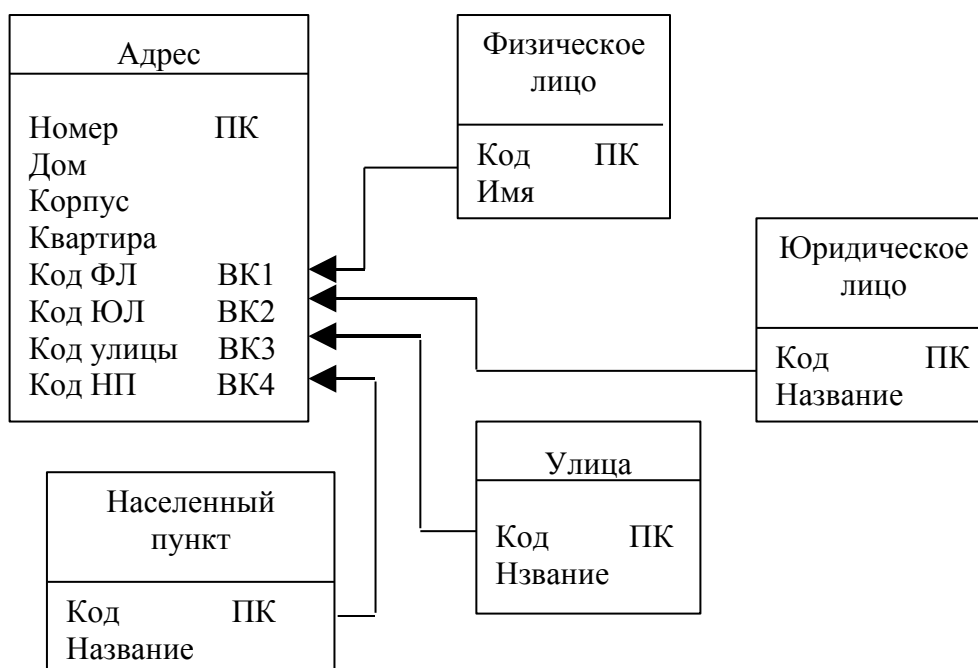 Адрес
Номер ПК
Дом
Корпус
Квартира
Код ФЛ ВК1
Код ЮЛ ВК2
Код улицы ВК3
Код НП ВК4
Физическое
лицо
Код ПК
Имя
Юридическое
лицо
Код ПК
Название
Улица
Код ПК
Нзвание
Населенный
пункт
Код ПК
Название